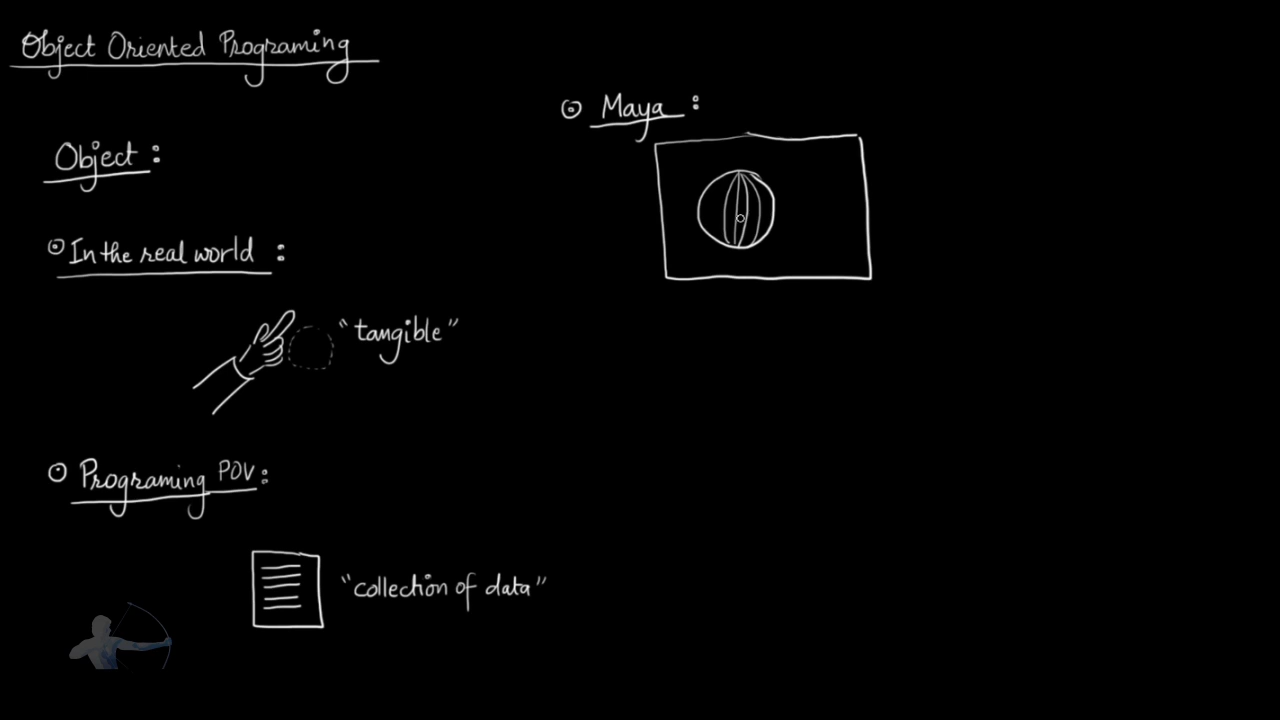 Object Oriented Programing
Object :
In the real world :
"tangible"
Programing POV :
"collection of data"
Maya :